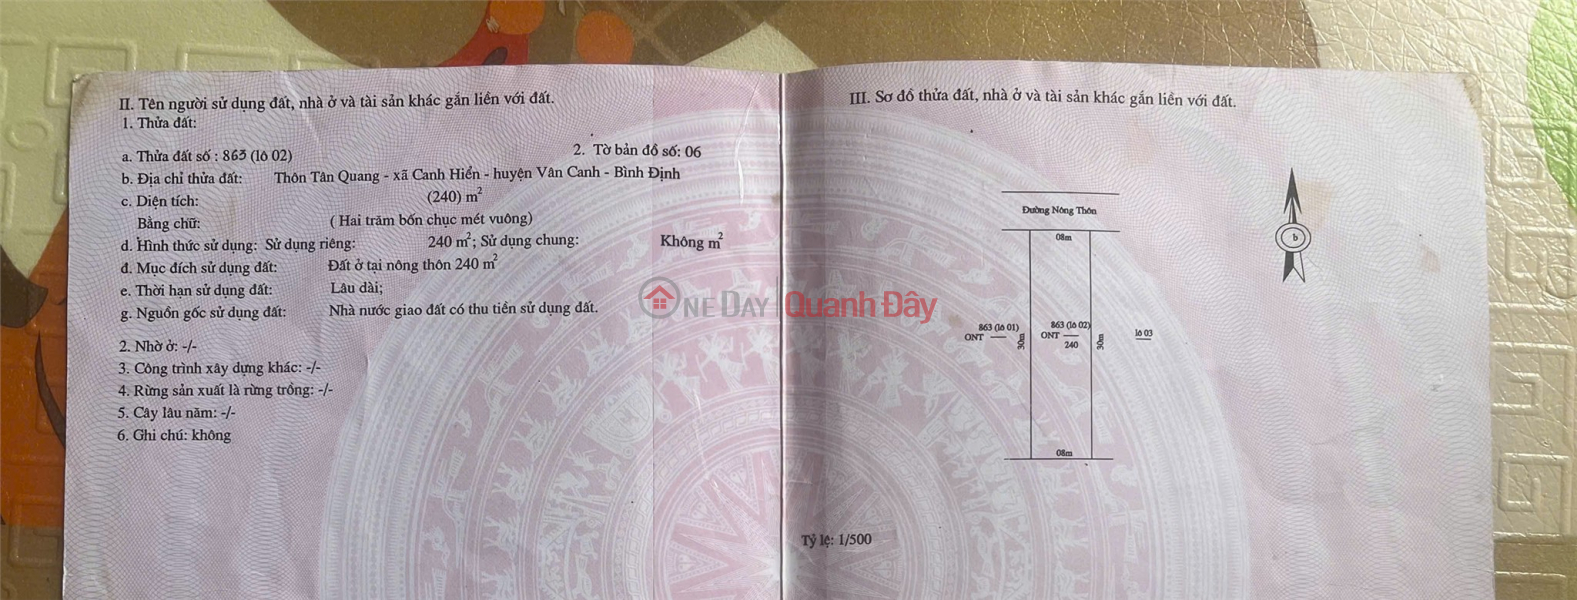 II. Tên người sử dụng đất, nhà ở và tài sản khác gắn liền với đất.
1. Thửa đất:
a. Thửa đất số : 863 (lô 02) 2. Tờ bản đồ số: 06
b. Địa chỉ thửa đất: Thôn Tân Quang - xã Canh Hiển - huyện Vân Canh - Bình Định
c. Diện tích: (240) m²
Bằng chữ: ( Hai trăm bốn chục mét vuông)
d. Hình thức sử dụng: Sử dụng riêng: 240 m²; Sử dụng chung: Không m²
đ. Mục đích sử dụng đất: Đất ở tại nông thôn 240 m²
e. Thời hạn sử dụng đất: Lâu dài;
g. Nguồn gốc sử dụng đất: Nhà nước giao đất có thu tiền sử dụng đất.
2. Nhờ ở: -/-
3. Công trình xây dựng khác: -/-
4. Rừng sản xuất là rừng trồng: -/-
5. Cây lâu năm: -/-
6. Ghi chú: không
III. Sơ đồ thửa đất, nhà ở và tài sản khác gắn liền với đất.
Đường Nông Thôn
08m
b
863 (lô 01)
ONT
30m
863 (lô 02)
ONT
240
30m
lô 03
08m
Tỷ lệ: 1/500
ONE DAY Quanh Đây